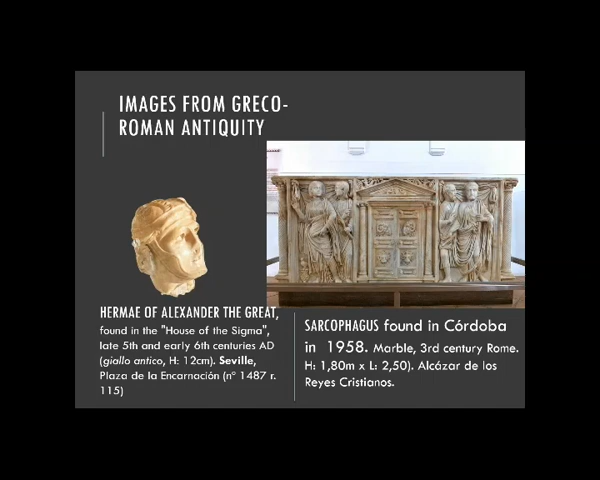 IMAGES FROM GRECO-
ROMAN ANTIQUITY
HERMAE OF ALEXANDER THE GREAT,
found in the "House of the Sigma",
late 5th and early 6th centuries AD
(giallo antico, H: 12cm). Seville,
Plaza de la Encarnación (nº 1487 r.
115)
SARCOPHAGUS found in Córdoba
in 1958. Marble, 3rd century Rome.
H: 1,80m x L: 2,50). Alcázar de los
Reyes Cristianos.